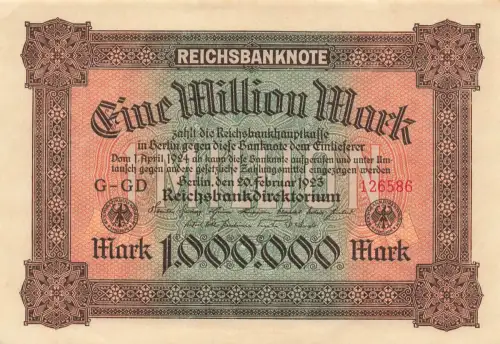 REICHSBANKNOTE
Eine Million Mark
zahlt die Reichsbankhauptkasse
in Berlin gegen diese Banknote dem Einlieferer
Vom 1. April 1924 ab kann diese Banknote aufgerufen und unter Um-
tausch gegen andere gesetzliche Zahlungsmittel eingezogen werden
G-GD Berlin, den 20. Februar 1923 126586
Reichsbankdirektorium
Mark 1.000.000 Mark